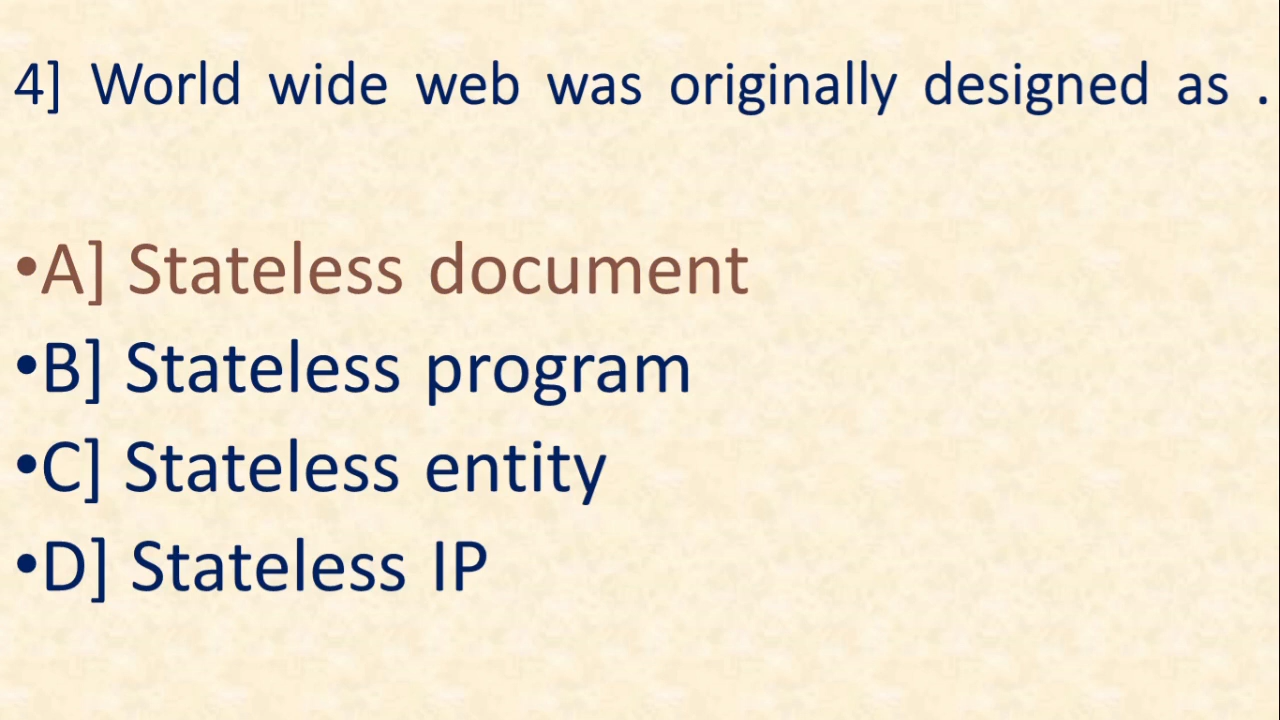 4] World wide web was originally designed as .
•A] Stateless document
•B] Stateless program
•C] Stateless entity
•D] Stateless IP